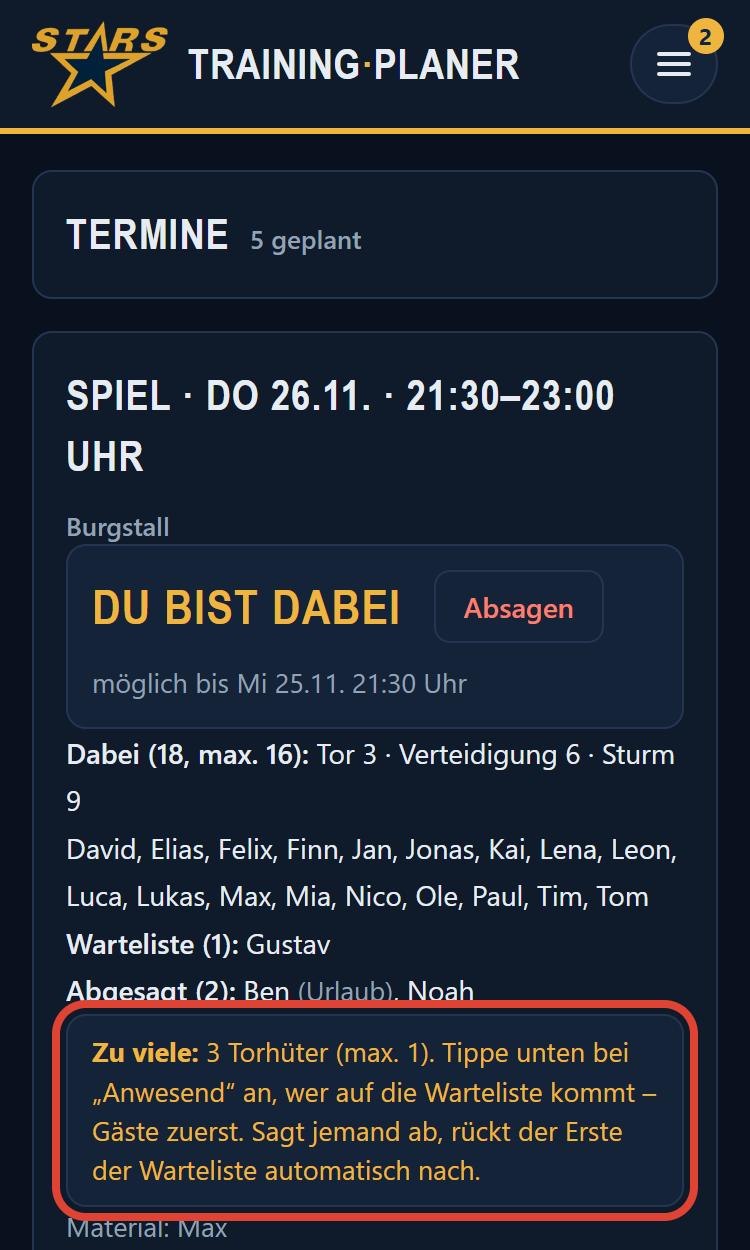 STARS
TRAINING·PLANER
2
TERMINE 5 geplant
SPIEL · DO 26.11. · 21:30–23:00
UHR
Burgstall
DU BIST DABEI Absagen
möglich bis Mi 25.11. 21:30 Uhr
Dabei (18, max. 16): Tor 3 · Verteidigung 6 · Sturm
9
David, Elias, Felix, Finn, Jan, Jonas, Kai, Lena, Leon,
Luca, Lukas, Max, Mia, Nico, Ole, Paul, Tim, Tom
Warteliste (1): Gustav
Abgesagt (2): Ben (Urlaub), Noah
Zu viele: 3 Torhüter (max. 1). Tippe unten bei
„Anwesend“ an, wer auf die Warteliste kommt –
Gäste zuerst. Sagt jemand ab, rückt der Erste
der Warteliste automatisch nach.
Material: Max